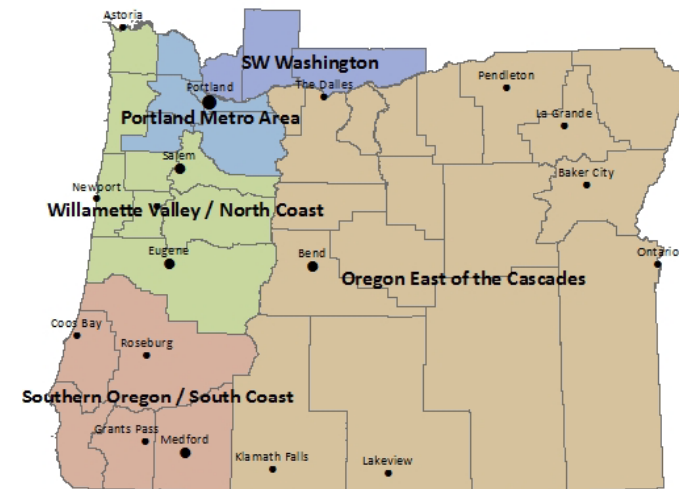 Astoria
SW Washington
Pendleton
Portland
The Dalles
Portland Metro Area
La Grande
Salem
Baker City
Newport
Willamette Valley / North Coast
Eugene
Bend
Ontario
Oregon East of the Cascades
Coos Bay
Roseburg
Southern Oregon / South Coast
Grants Pass
Medford
Klamath Falls
Lakeview